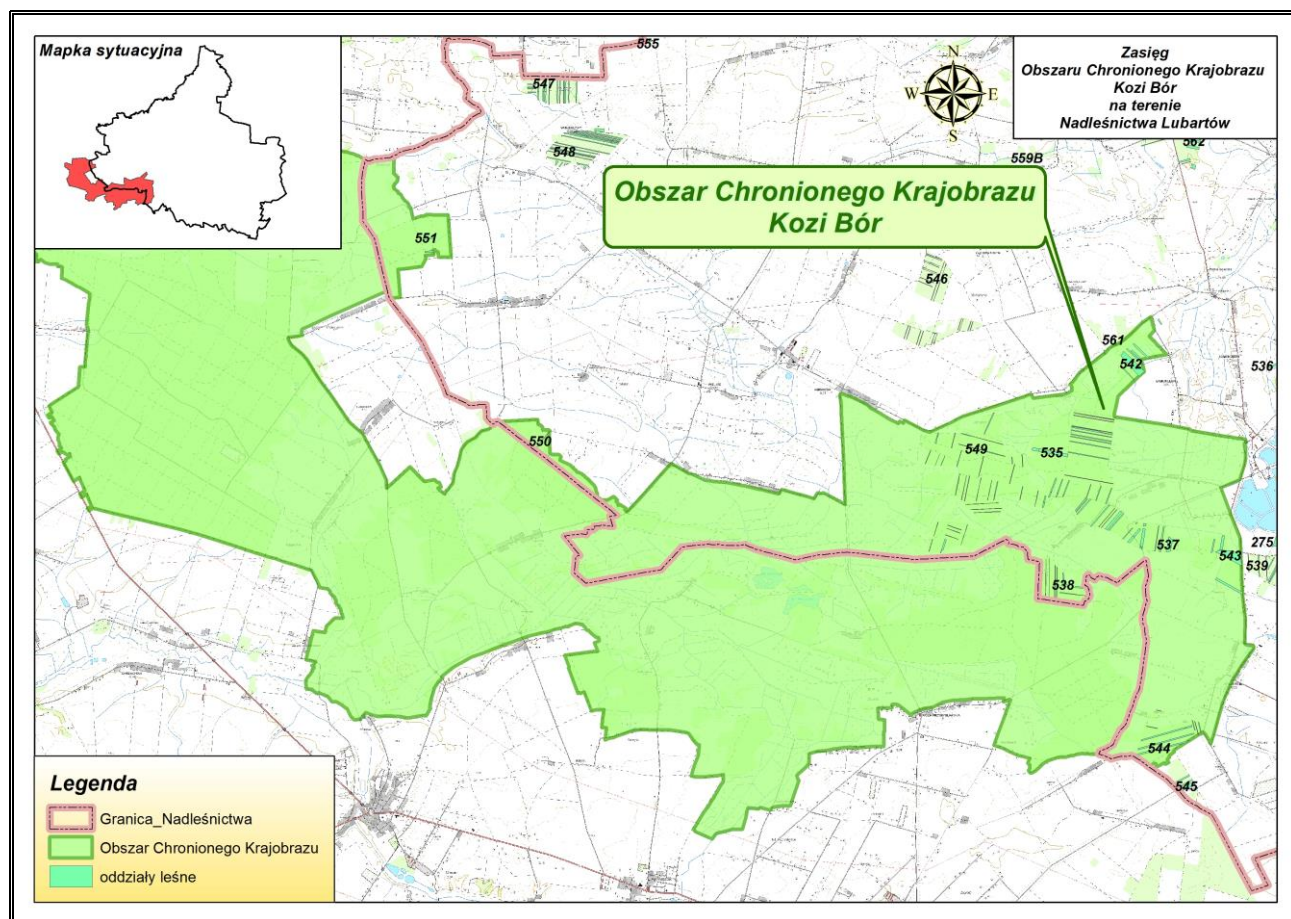 Mapka sytuacyjna
N
W
E
S
Zasięg
Obszaru Chronionego Krajobrazu
Kozi Bór
na terenie
Nadleśnictwa Lubartów
555
547
548
559B
562
Obszar Chronionego Krajobrazu
Kozi Bór
551
546
561
542
536
550
549
535
537
543
275
539
538
544
545
Legenda
Granica_Nadleśnictwa
Obszar Chronionego Krajobrazu
oddziały leśne